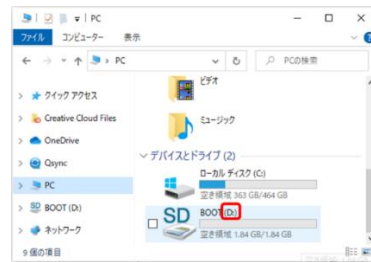 PC
ファイル コンピューター 表示
PC
PCの検索
クイック アクセス
Creative Cloud Files
OneDrive
Qsync
PC
BOOT (D:)
ネットワーク
ビデオ
ミュージック
デバイスとドライブ (2)
ローカル ディスク (C:)
空き領域 363 GB/464 GB
SD
BOOT (D:)
空き領域 1.84 GB/1.84 GB
9 個の項目